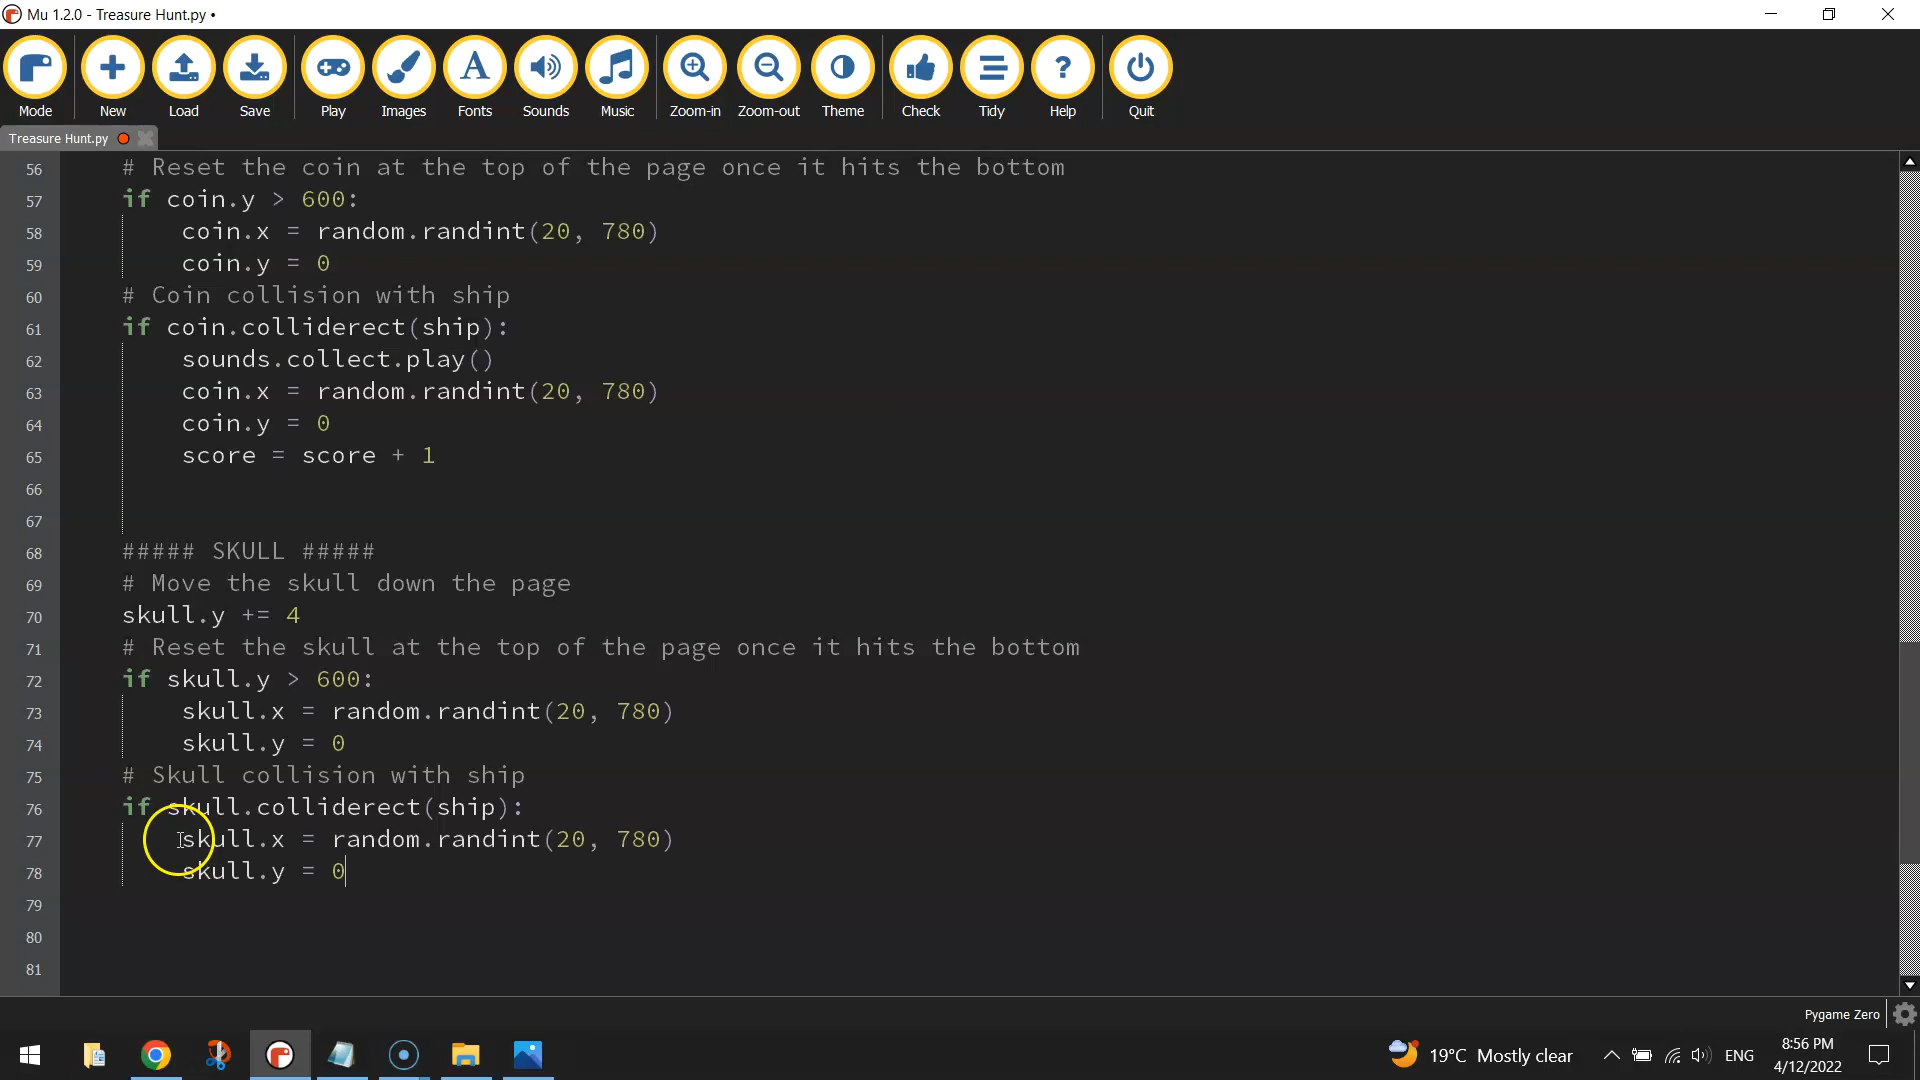 Mu 1.2.0 - Treasure Hunt.py •
Mode New Load Save Play Images Fonts Sounds Music Zoom-in Zoom-out Theme Check Tidy Help Quit
Treasure Hunt.py
56 # Reset the coin at the top of the page once it hits the bottom
57 if coin.y > 600:
58 coin.x = random.randint(20, 780)
59 coin.y = 0
60 # Coin collision with ship
61 if coin.colliderect(ship):
62 sounds.collect.play()
63 coin.x = random.randint(20, 780)
64 coin.y = 0
65 score = score + 1
66
67
68 ##### SKULL #####
69 # Move the skull down the page
70 skull.y += 4
71 # Reset the skull at the top of the page once it hits the bottom
72 if skull.y > 600:
73 skull.x = random.randint(20, 780)
74 skull.y = 0
75 # Skull collision with ship
76 if skull.colliderect(ship):
77 skull.x = random.randint(20, 780)
78 skull.y = 0
79
80
81
Pygame Zero
19°C Mostly clear
ENG
8:56 PM
4/12/2022